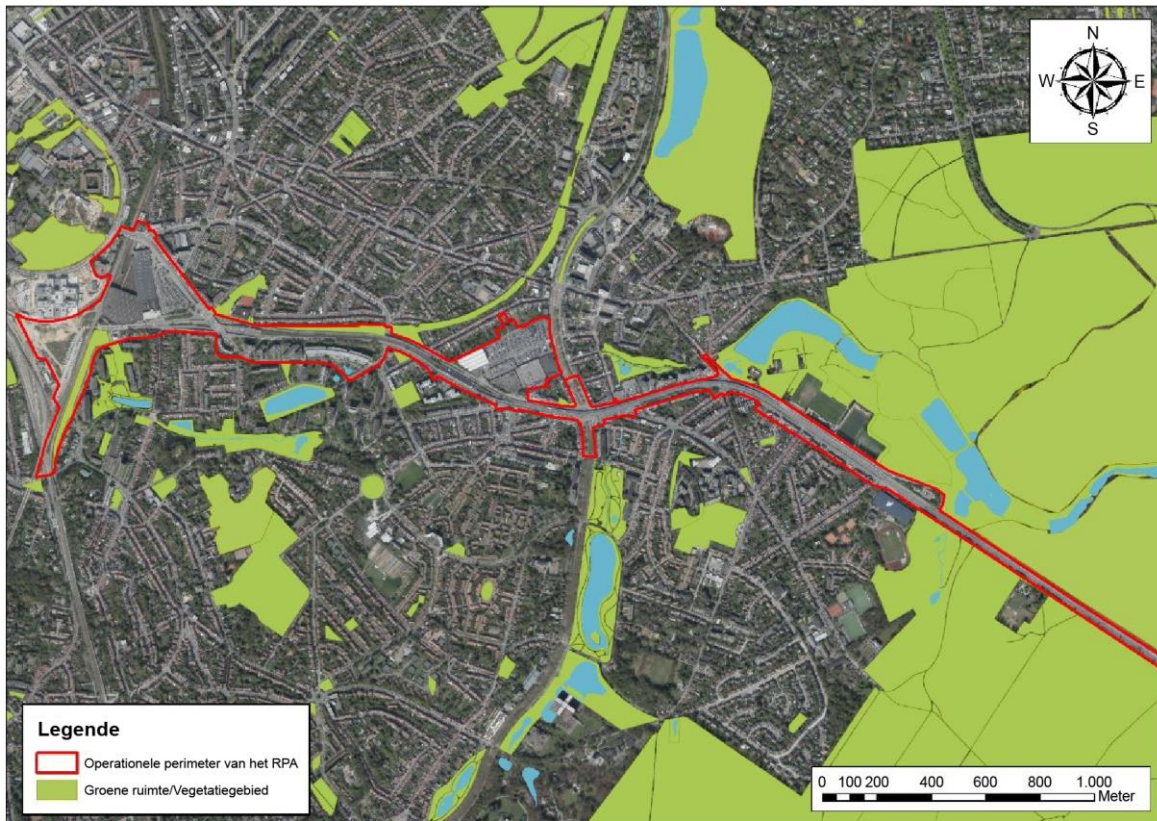 N
W E
S
Legende
Operationele perimeter van het RPA
Groene ruimte/Vegetatiegebied
0 100 200 400 600 800 1.000
Meter